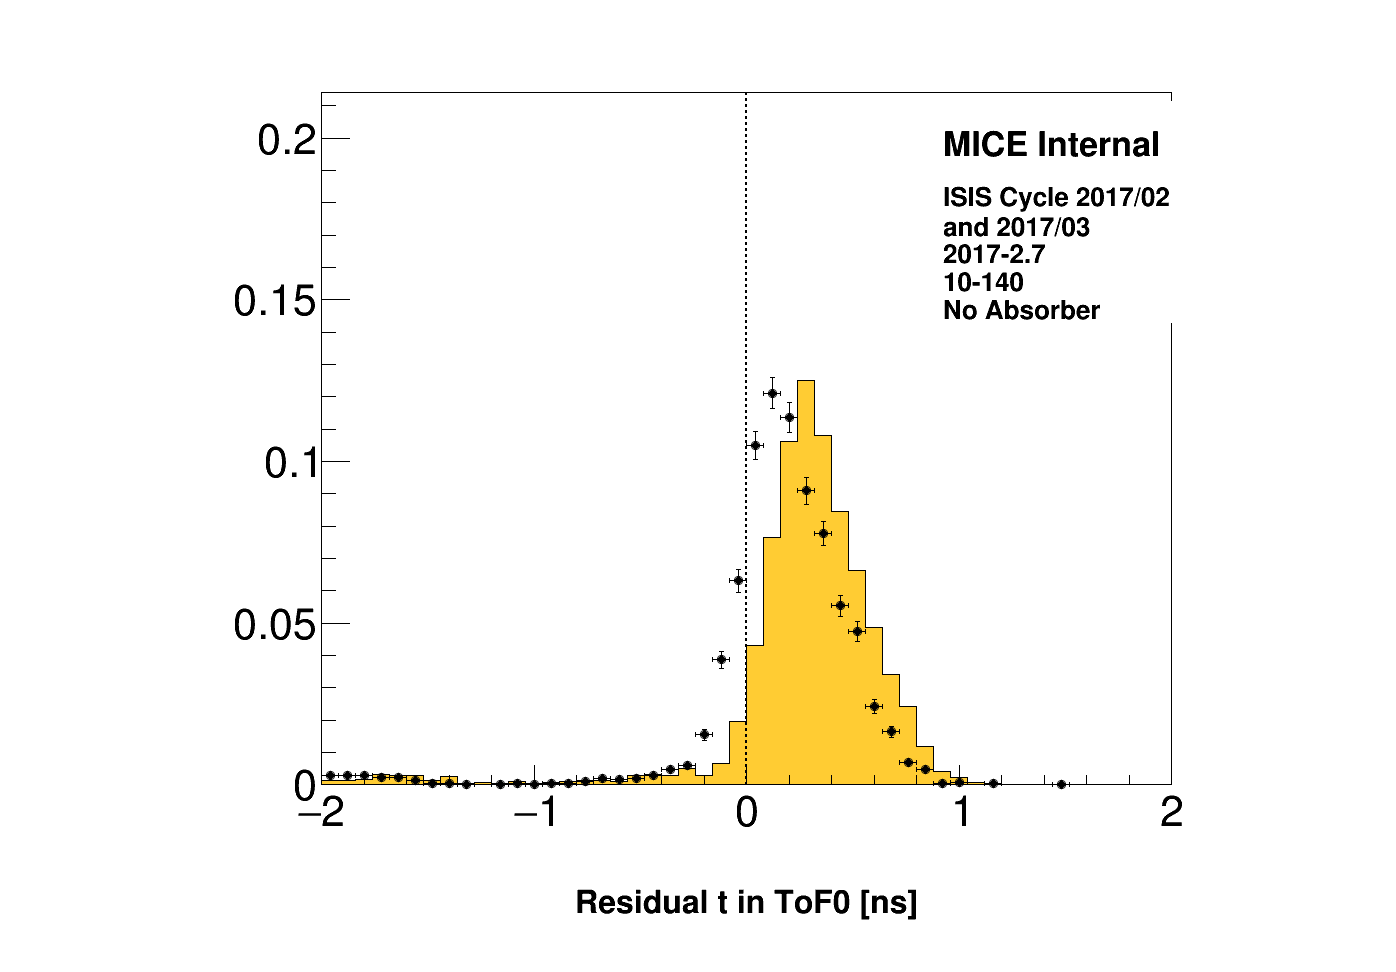 0.2
0.15
0.1
0.05
0
−2
−1
0
1
2
MICE Internal
ISIS Cycle 2017/02
and 2017/03
2017-2.7
10-140
No Absorber
Residual t in ToF0 [ns]